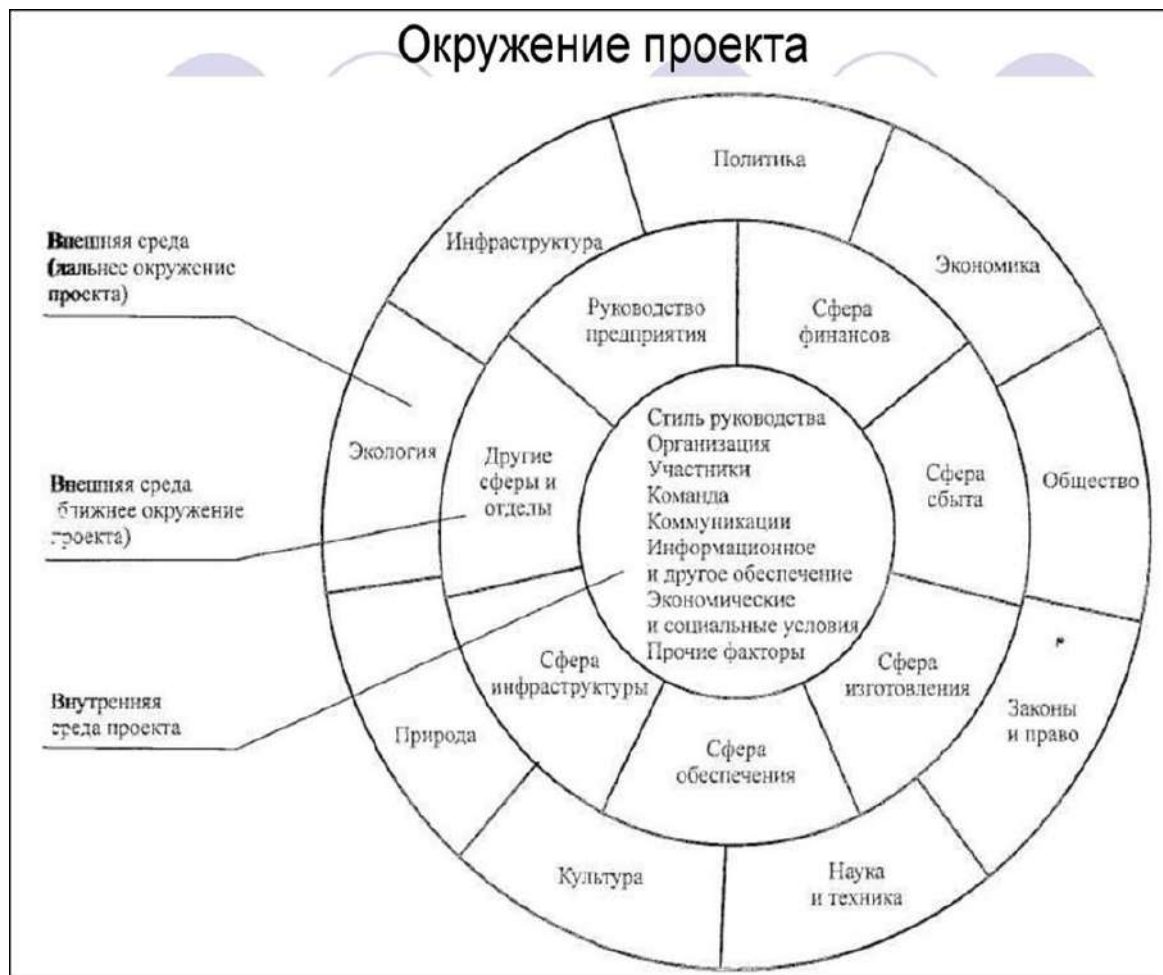 Окружение проекта
Политика
Экономика
Общество
Законы
и право
Наука
и техника
Культура
Природа
Экология
Инфраструктура
Руководство
предприятия
Сфера
финансов
Сфера
сбыта
Сфера
изготовления
Сфера
обеспечения
Сфера
инфраструктуры
Другие
сферы и
отделы
Стиль руководства
Организация
Участники
Команда
Коммуникации
Информационное
и другое обеспечение
Экономические
и социальные условия
Прочие факторы
Внешняя среда
(дальнее окружение
проекта)
Внешняя среда
ближнее окружение
проекта)
Внутренняя
среда проекта